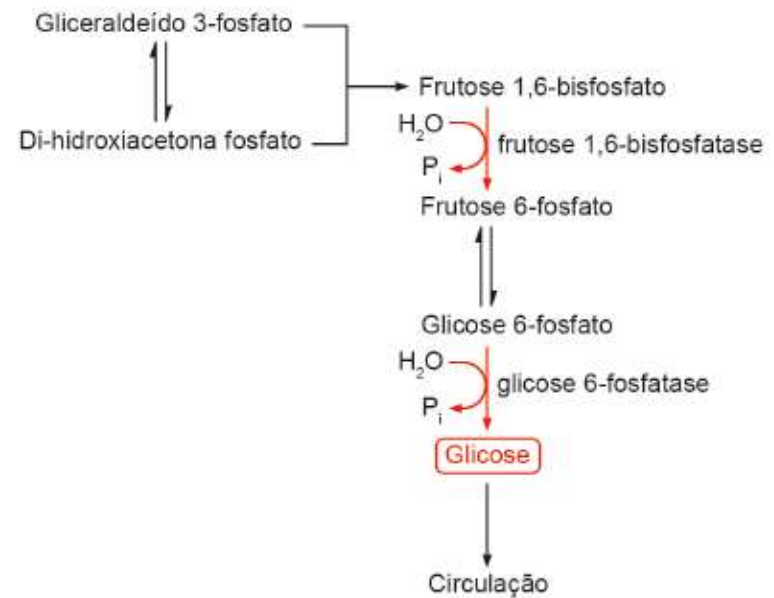 Gliceraldeído 3-fosfato
Di-hidroxiacetona fosfato
Frutose 1,6-bisfosfato
H₂O
frutose 1,6-bisfosfatase
Pᵢ
Frutose 6-fosfato
Glicose 6-fosfato
H₂O
glicose 6-fosfatase
Pᵢ
Glicose
Circulação